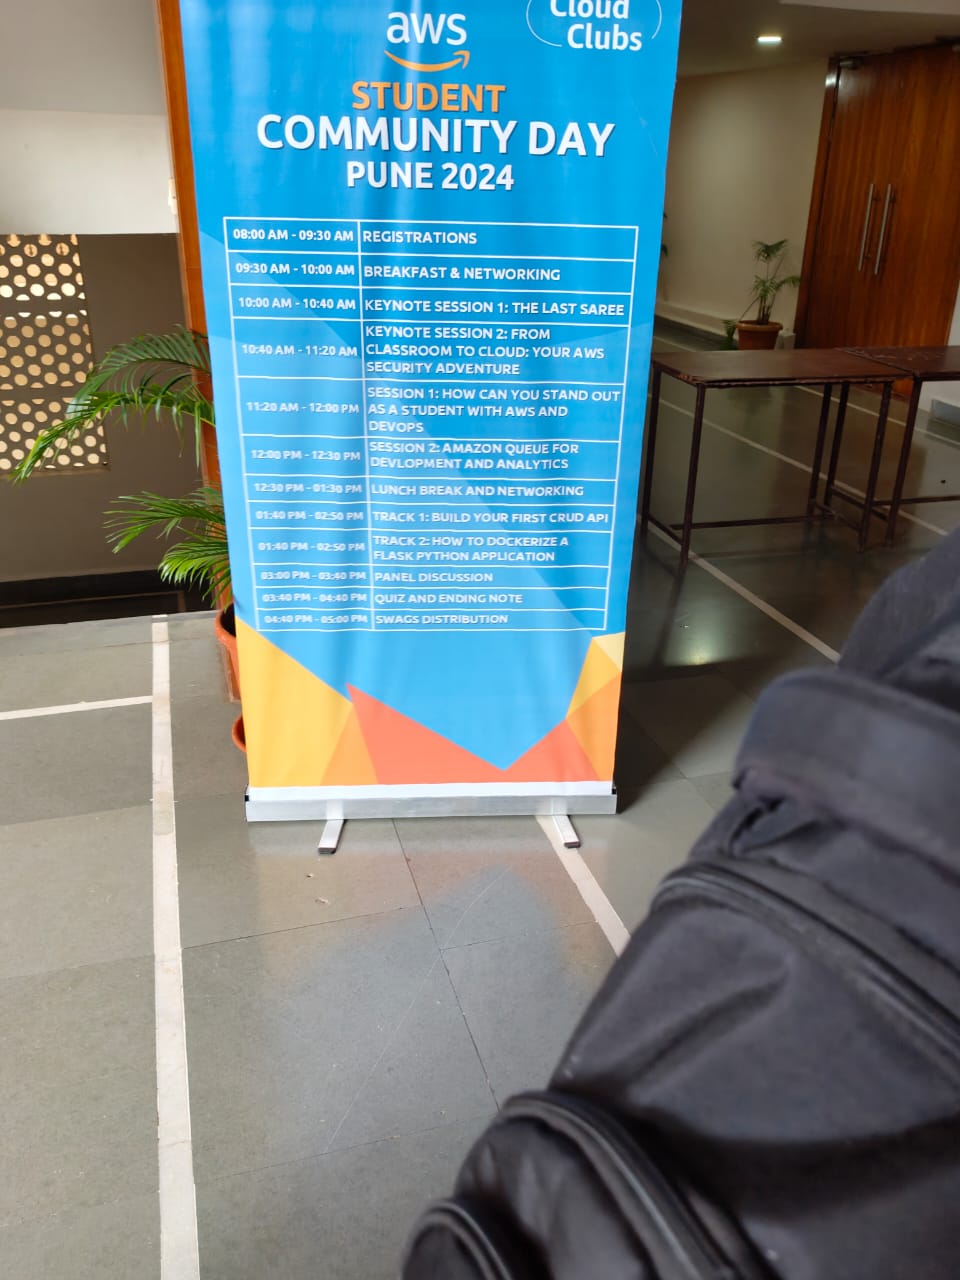 aws
Cloud
Clubs
STUDENT
COMMUNITY DAY
PUNE 2024
08:00 AM - 09:30 AM REGISTRATIONS
09:30 AM - 10:00 AM BREAKFAST & NETWORKING
10:00 AM - 10:40 AM KEYNOTE SESSION 1: THE LAST SAREE
10:40 AM - 11:20 AM KEYNOTE SESSION 2: FROM
CLASSROOM TO CLOUD: YOUR AWS
SECURITY ADVENTURE
11:20 AM - 12:00 PM SESSION 1: HOW CAN YOU STAND OUT
AS A STUDENT WITH AWS AND
DEVOPS
12:00 PM - 12:30 PM SESSION 2: AMAZON QUEUE FOR
DEVLOPMENT AND ANALYTICS
12:30 PM - 01:30 PM LUNCH BREAK AND NETWORKING
01:40 PM - 02:50 PM TRACK 1: BUILD YOUR FIRST CRUD API
01:40 PM - 02:50 PM TRACK 2: HOW TO DOCKERIZE A
FLASK PYTHON APPLICATION
03:00 PM - 03:40 PM PANEL DISCUSSION
03:40 PM - 04:40 PM QUIZ AND ENDING NOTE
04:40 PM - 05:00 PM SWAGS DISTRIBUTION